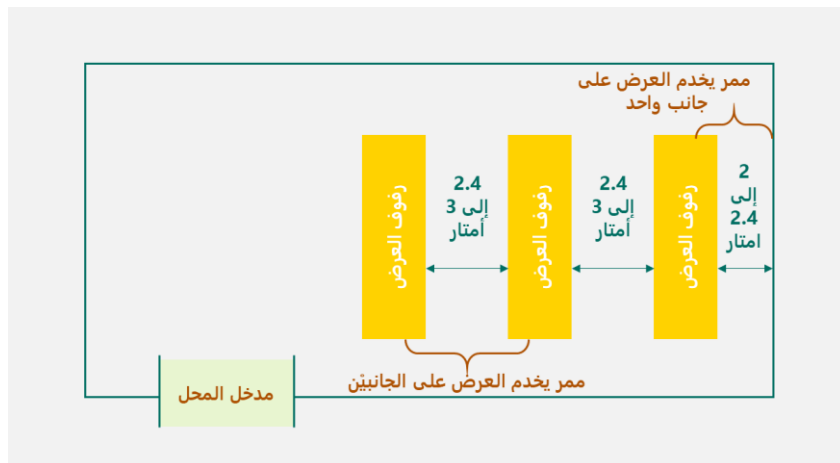 ممر يخدم العرض على
جانب واحد
2
إلى
2.4
امتار
رفوف العرض
2.4
إلى 3
أمتار
رفوف العرض
2.4
إلى 3
أمتار
رفوف العرض
ممر يخدم العرض على الجانبيّن
مدخل المحل